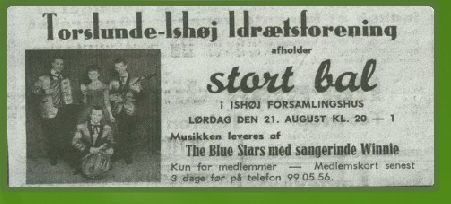 Torslunde-Ishøj Idrætsforening
afholder
stort bal
i ISHØJ FORSAMLINGSHUS
LØRDAG DEN 21. AUGUST KL. 20 — 1
Musikken leveres af
The Blue Stars med sangerinde Winnie
Kun for medlemmer — Medlemskort senest
3 dage før på telefon 99 05 56.